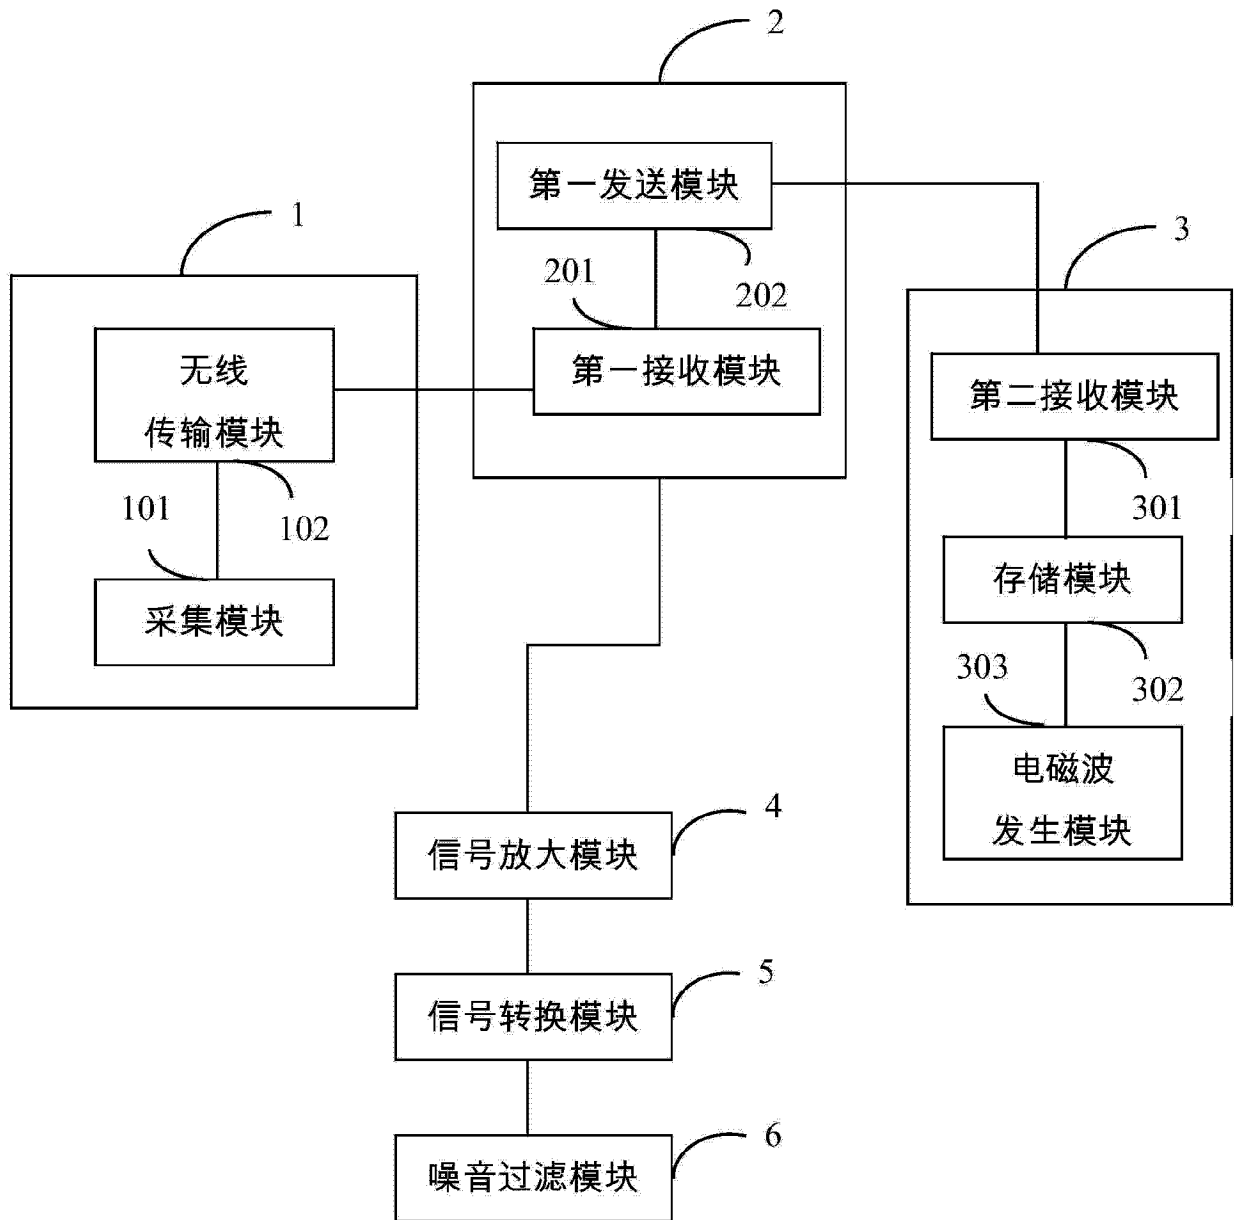 2
第一发送模块
1
3
201
202
无线
传输模块
第一接收模块
第二接收模块
101
102
301
采集模块
存储模块
303
302
电磁波
发生模块
4
信号放大模块
5
信号转换模块
6
噪音过滤模块